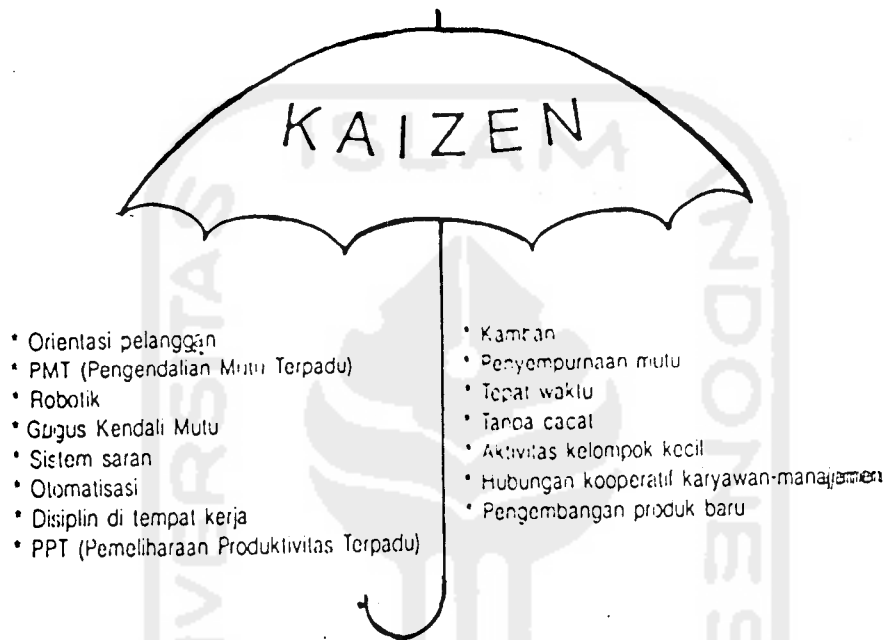 KAIZEN
* Orientasi pelanggan
* PMT (Pengendalian Mutu Terpadu)
* Robotik
* Gugus Kendali Mutu
* Sistem saran
* Otomatisasi
* Disiplin di tempat kerja
* PPT (Pemeliharaan Produktivitas Terpadu)
* Penyempurnaan mutu
* Tepat waktu
* Tanpa cacat
* Aktivitas kelompok kecil
* Hubungan kooperatif karyawan-manajemen
* Pengembangan produk baru
ISLAM